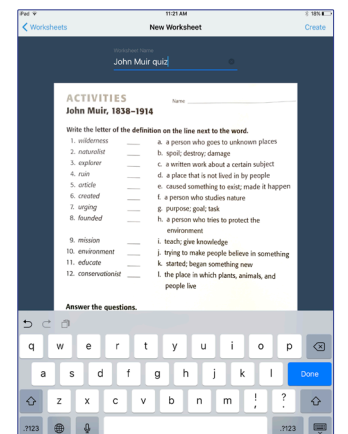 iPad
11:21 AM
18%
Worksheets
New Worksheet
Create
Worksheet Name
John Muir quiz
ACTIVITIES
Name
John Muir, 1838–1914
Write the letter of the definition on the line next to the word.
1. wilderness a. a person who goes to unknown places
2. naturalist b. spoil; destroy; damage
3. explorer c. a written work about a certain subject
4. ruin d. a place that is not lived in by people
5. article e. caused something to exist; made it happen
6. created f. a person who studies nature
7. urging g. purpose; goal; task
8. founded h. a person who tries to protect the
environment
9. mission i. teach; give knowledge
10. environment j. trying to make people believe in something
11. educate k. started; began something new
12. conservationist l. the place in which plants, animals, and
people live
Answer the questions.
q w e r t y u i o p
a s d f g h j k l Done
z x c v b n m ! , ? .
.?123 .?123